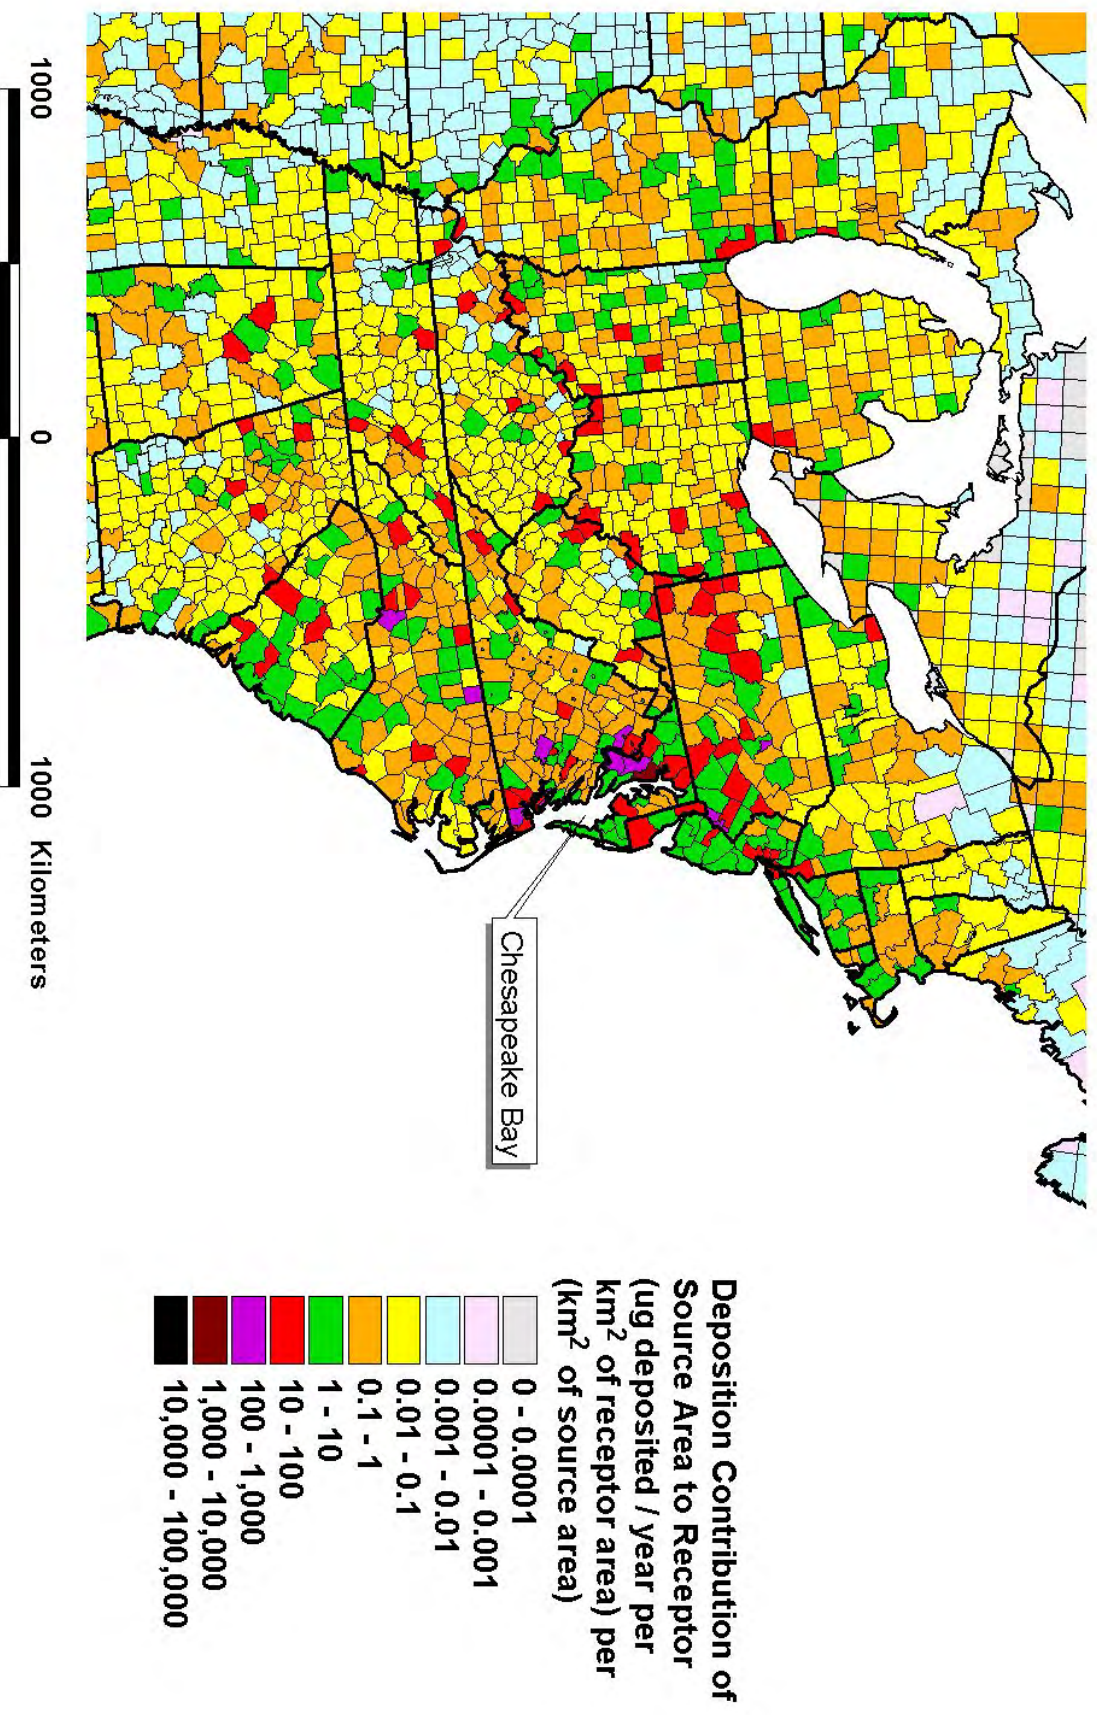 Chesapeake Bay
Deposition Contribution of
Source Area to Receptor
(ug deposited / year per
km² of receptor area) per
(km² of source area)
0 - 0.0001
0.0001 - 0.001
0.001 - 0.01
0.01 - 0.1
0.1 - 1
1 - 10
10 - 100
100 - 1,000
1,000 - 10,000
10,000 - 100,000
1000 0 1000 Kilometers